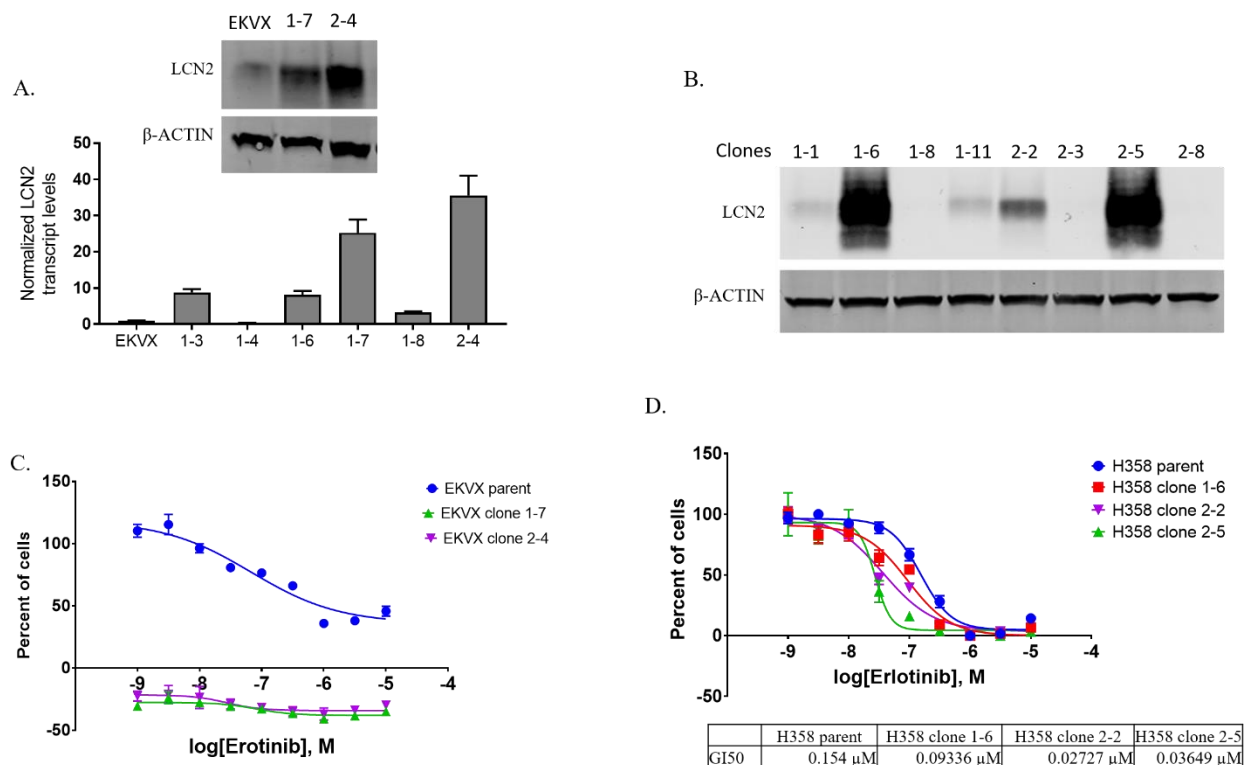 A.
EKVX 1-7 2-4
LCN2
β-ACTIN
Normalized LCN2
transcript levels
50
40
30
20
10
0
EKVX 1-3 1-4 1-6 1-7 1-8 2-4
B.
Clones 1-1 1-6 1-8 1-11 2-2 2-3 2-5 2-8
LCN2
β-ACTIN
C.
Percent of cells
150
100
50
0
-50
-9 -8 -7 -6 -5 -4
log[Erotinib], M
EKVX parent
EKVX clone 1-7
EKVX clone 2-4
D.
Percent of cells
150
100
50
0
-50
-9 -8 -7 -6 -5 -4
log[Erlotinib], M
H358 parent
H358 clone 1-6
H358 clone 2-2
H358 clone 2-5
H358 parent H358 clone 1-6 H358 clone 2-2 H358 clone 2-5
GI50 0.154 µM 0.09336 µM 0.02727 µM 0.03649 µM